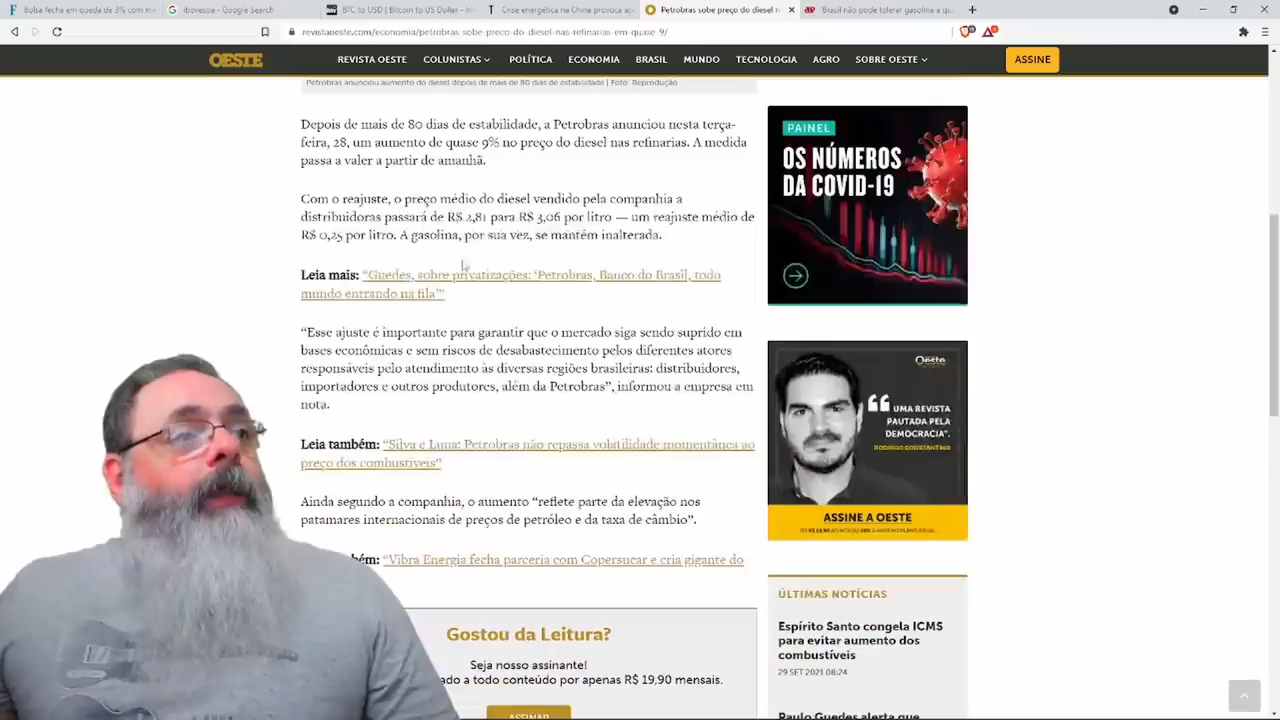 Bolsa fecha em queda de 3% com me
ibovespa - Google Search
BTC to USD | Bitcoin to US Dollar - In
Crise energética na China provoca ap
Petrobras sobe preço do diesel n
"Brasil não pode tolerar gasolina a qu
revistaoeste.com/economia/petrobras-sobe-preco-do-diesel-nas-refinarias-em-quase-9/
OESTE
REVISTA OESTE
COLUNISTAS
POLÍTICA
ECONOMIA
BRASIL
MUNDO
TECNOLOGIA
AGRO
SOBRE OESTE
ASSINE
Petrobras anunciou aumento do diesel depois de mais de 80 dias de estabilidade | Foto: Reprodução
Depois de mais de 80 dias de estabilidade, a Petrobras anunciou nesta terça-
feira, 28, um aumento de quase 9% no preço do diesel nas refinarias. A medida
passa a valer a partir de amanhã.
Com o reajuste, o preço médio do diesel vendido pela companhia a
distribuidoras passará de R$ 2,81 para R$ 3,06 por litro — um reajuste médio de
R$ 0,25 por litro. A gasolina, por sua vez, se mantém inalterada.
Leia mais: "Guedes, sobre privatizações: 'Petrobras, Banco do Brasil, todo
mundo entrando na fila'"
"Esse ajuste é importante para garantir que o mercado siga sendo suprido em
bases econômicas e sem riscos de desabastecimento pelos diferentes atores
responsáveis pelo atendimento às diversas regiões brasileiras: distribuidores,
importadores e outros produtores, além da Petrobras", informou a empresa em
nota.
Leia também: "Silva e Luna: Petrobras não repassa volatilidade momentânea ao
preço dos combustíveis"
Ainda segundo a companhia, o aumento "reflete parte da elevação nos
patamares internacionais de preços de petróleo e da taxa de câmbio".
ém: "Vibra Energia fecha parceria com Copersucar e cria gigante do
Gostou da Leitura?
Seja nosso assinante!
ado a todo conteúdo por apenas R$ 19,90 mensais.
ASSINAR
PAINEL
OS NÚMEROS
DA COVID-19
Oeste
"UMA REVISTA
PAUTADA PELA
DEMOCRACIA".
RODRIGO CONSTANTINO
ASSINE A OESTE
ÚLTIMAS NOTÍCIAS
Espírito Santo congela ICMS
para evitar aumento dos
combustíveis
29 SET 2021 08:24
Paulo Guedes alerta que